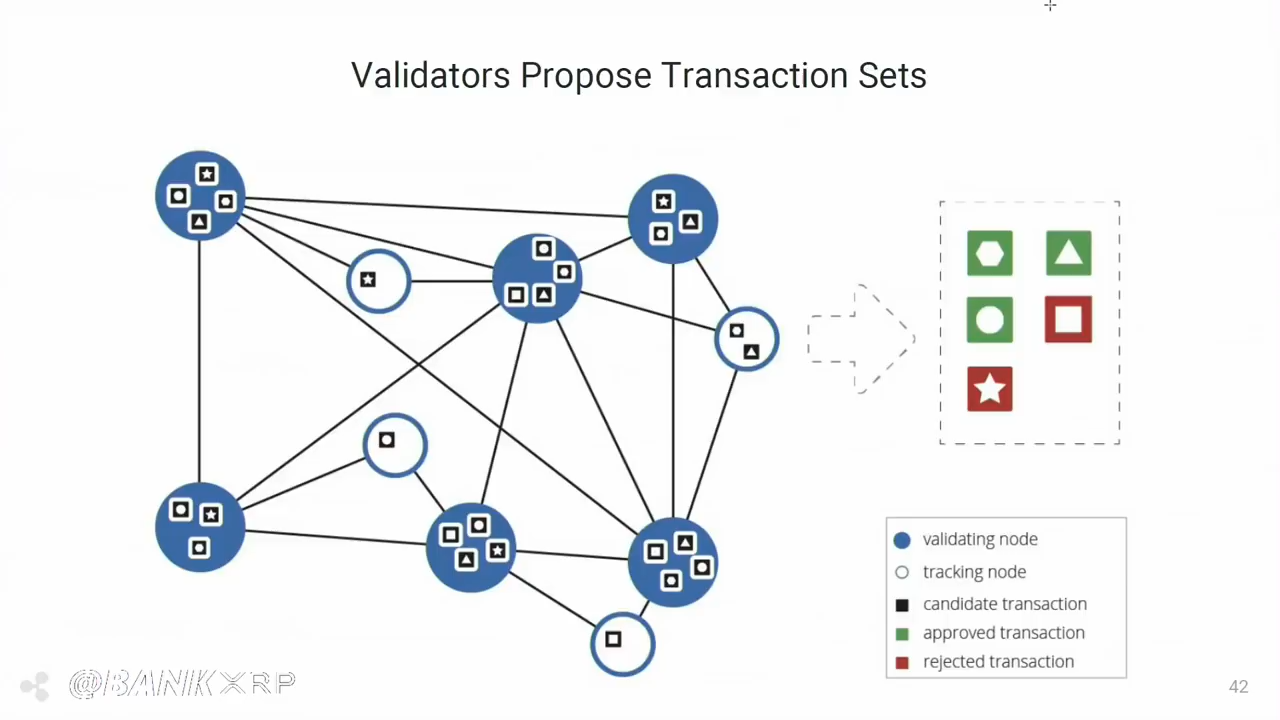 Validators Propose Transaction Sets
validating node
tracking node
candidate transaction
approved transaction
rejected transaction
@BANKXRP
42